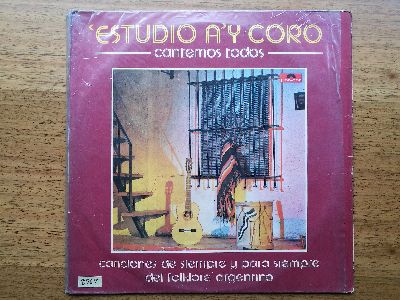 'ESTUDIO A' Y CORO
cantemos todos
canciones de siempre y para siempre
del folklore argentino